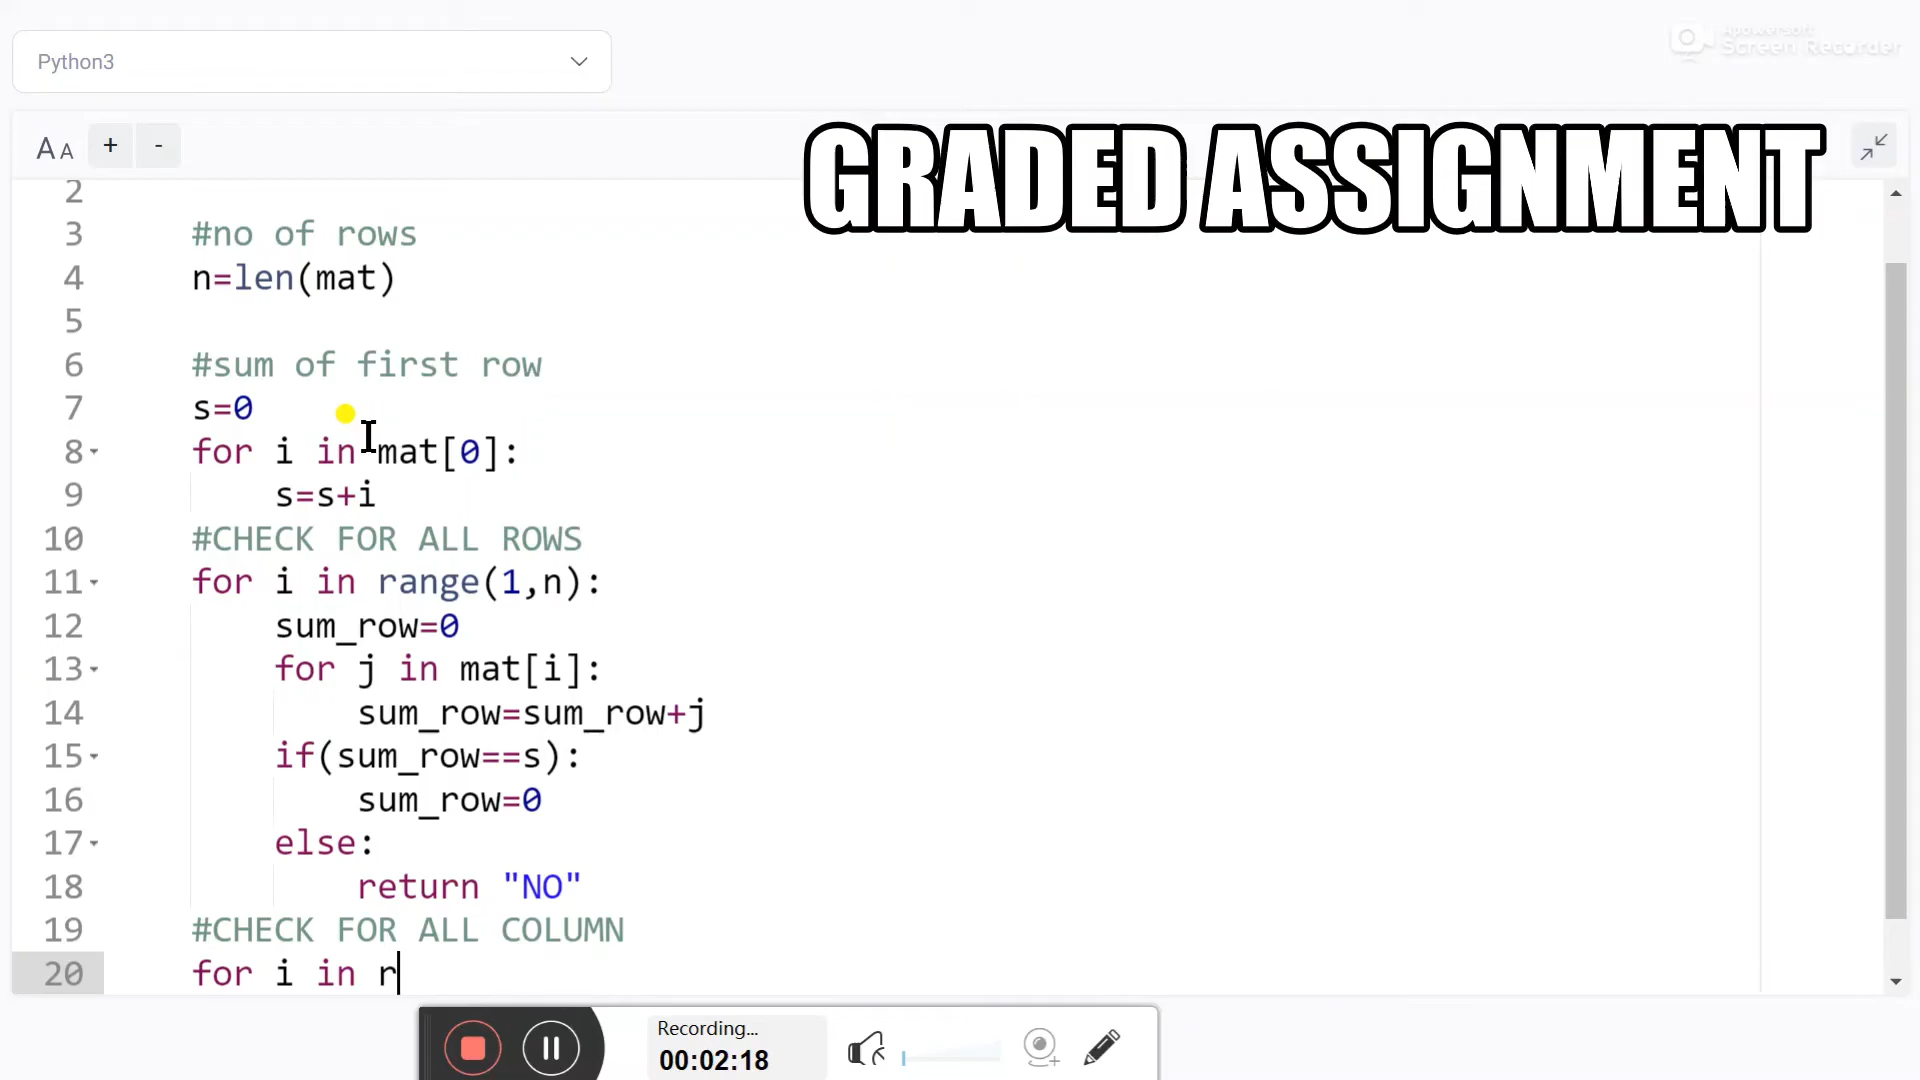 Python3
Apowersoft
Screen Recorder
AA + -
GRADED ASSIGNMENT
2
3 #no of rows
4 n=len(mat)
5
6 #sum of first row
7 s=0
8 for i in mat[0]:
9 s=s+i
10 #CHECK FOR ALL ROWS
11 for i in range(1,n):
12 sum_row=0
13 for j in mat[i]:
14 sum_row=sum_row+j
15 if(sum_row==s):
16 sum_row=0
17 else:
18 return "NO"
19 #CHECK FOR ALL COLUMN
20 for i in r
Recording...
00:02:18